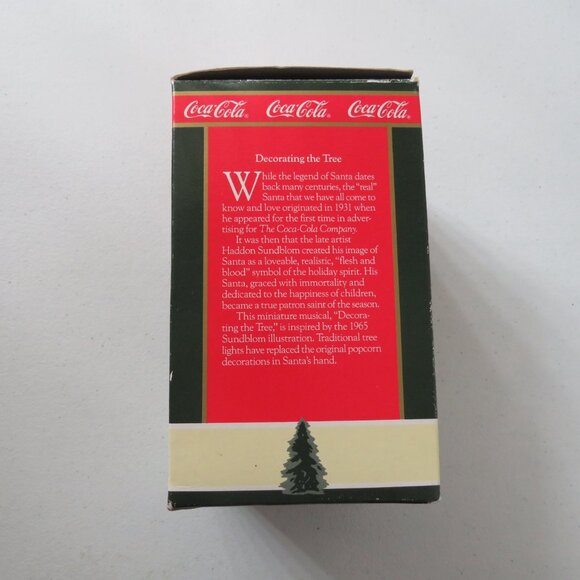 Coca-Cola® Coca-Cola® Coca-Cola®
Decorating the Tree
While the legend of Santa dates
back many centuries, the "real"
Santa that we have all come to
know and love originated in 1931 when
he appeared for the first time in adver-
tising for The Coca-Cola Company.
It was then that the late artist
Haddon Sundblom created his image of
Santa as a loveable, realistic, "flesh and
blood" symbol of the holiday spirit. His
Santa, graced with immortality and
dedicated to the happiness of children,
became a true patron saint of the season.
This miniature musical, "Decora-
ting the Tree," is inspired by the 1965
Sundblom illustration. Traditional tree
lights have replaced the original popcorn
decorations in Santa's hand.